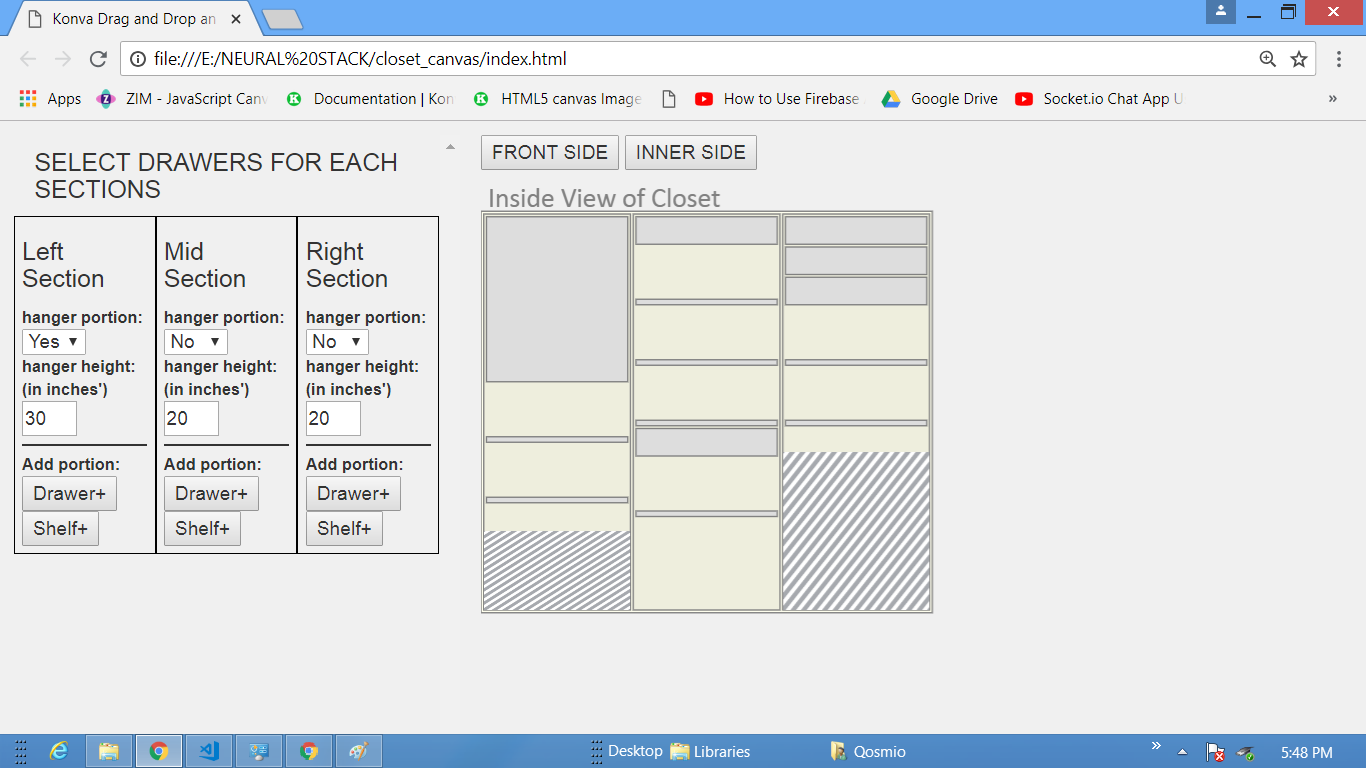 Konva Drag and Drop an
file:///E:/NEURAL%20STACK/closet_canvas/index.html
Apps ZIM - JavaScript Canv Documentation | Kon HTML5 canvas Image How to Use Firebase Google Drive Socket.io Chat App U »
SELECT DRAWERS FOR EACH
SECTIONS
Left
Section
hanger portion:
Yes
hanger height:
(in inches')
30
Add portion:
Drawer+
Shelf+
Mid
Section
hanger portion:
No
hanger height:
(in inches')
20
Add portion:
Drawer+
Shelf+
Right
Section
hanger portion:
No
hanger height:
(in inches')
20
Add portion:
Drawer+
Shelf+
FRONT SIDE INNER SIDE
Inside View of Closet
Desktop Libraries Qosmio » 5:48 PM